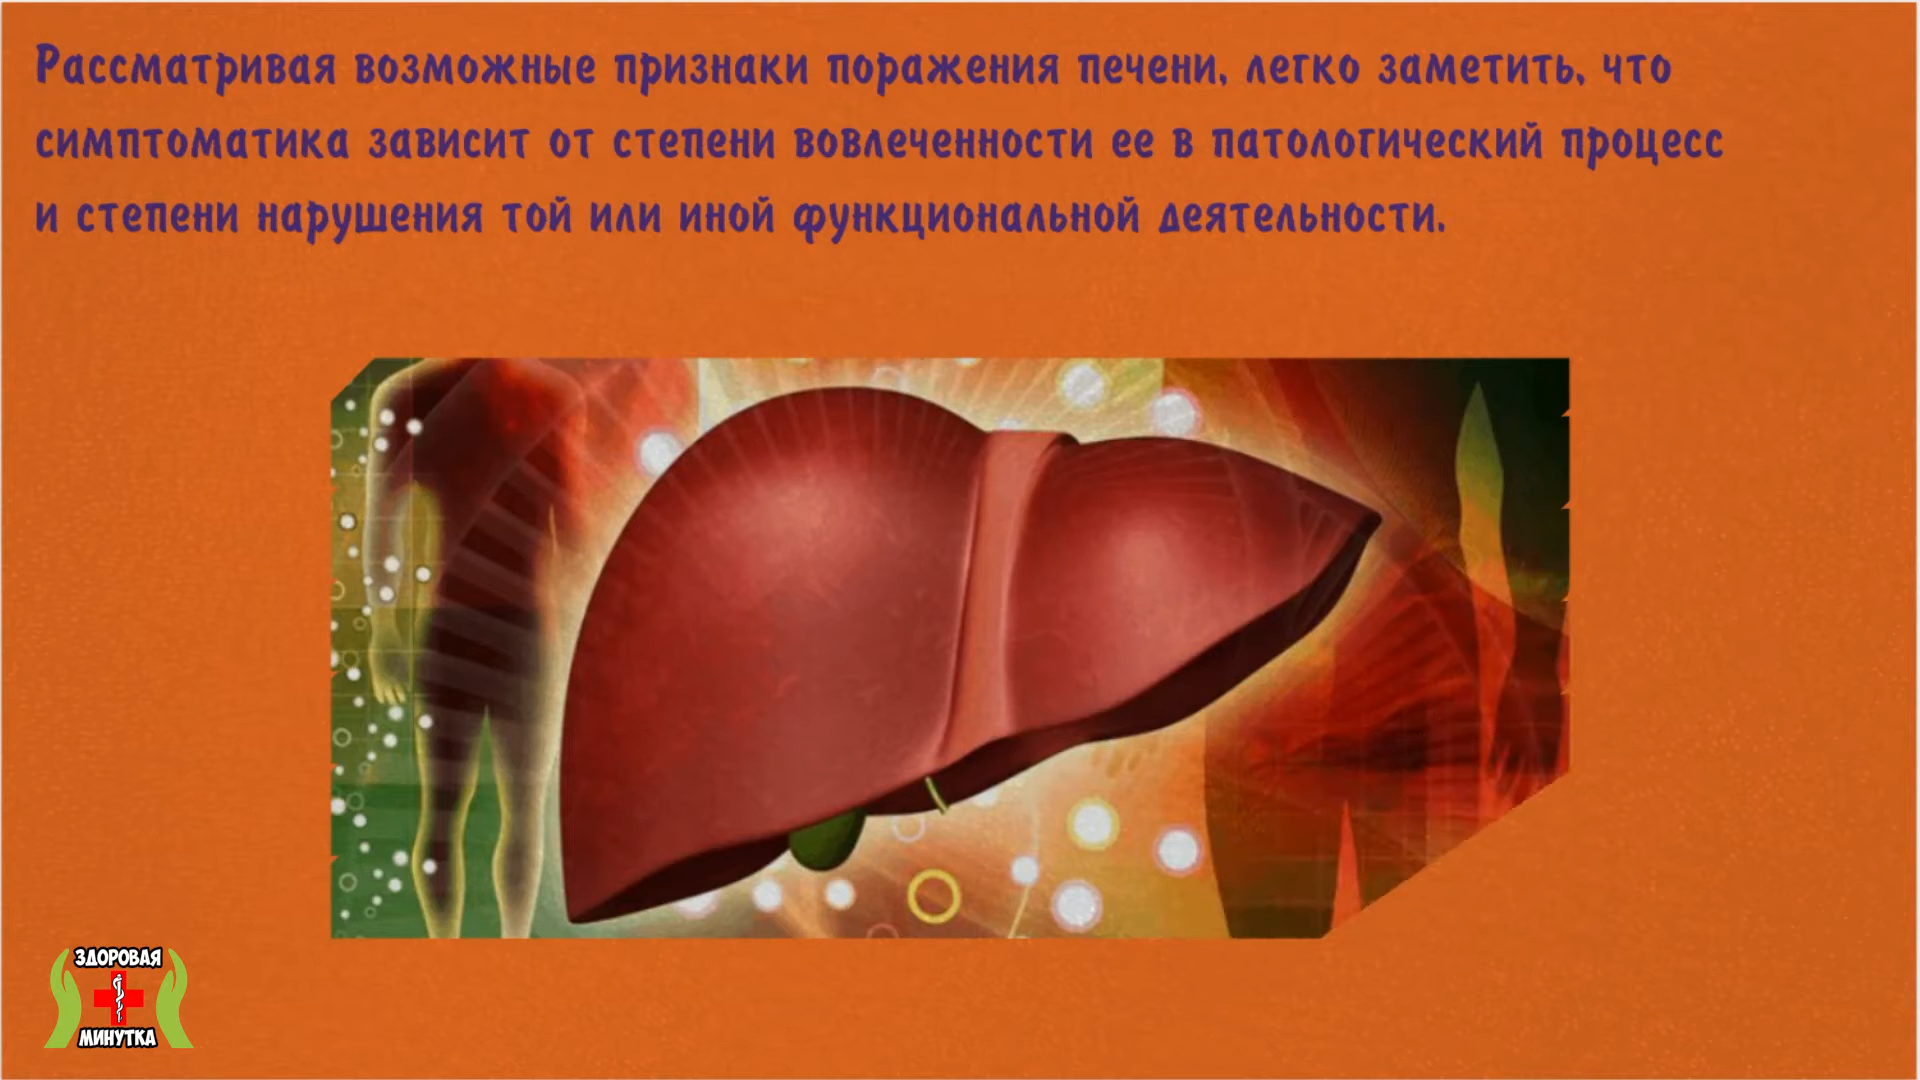 Рассматривая возможные признаки поражения печени, легко заметить, что
симптоматика зависит от степени вовлеченности ее в патологический процесс
и степени нарушения той или иной функциональной деятельности.
ЗДОРОВАЯ
МИНУТКА